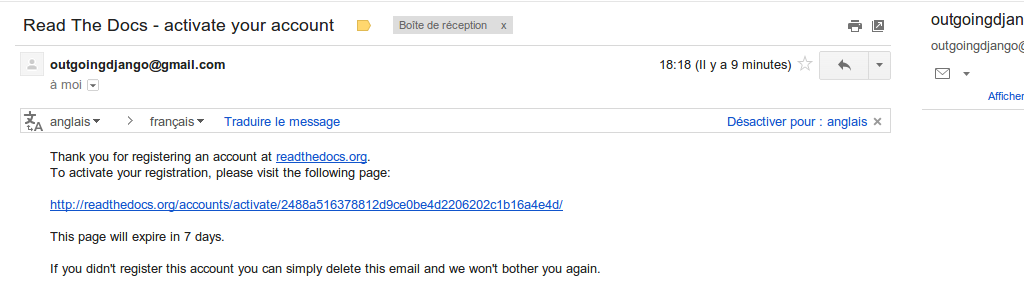 Read The Docs - activate your account
Boîte de réception x
outgoingdjango@gmail.com
18:18 (Il y a 9 minutes)
à moi
anglais > français Traduire le message
Désactiver pour : anglais ×
Thank you for registering an account at readthedocs.org.
To activate your registration, please visit the following page:
http://readthedocs.org/accounts/activate/2488a516378812d9ce0be4d2206202c1b16a4e4d/
This page will expire in 7 days.
If you didn't register this account you can simply delete this email and we won't bother you again.
outgoingdjan
outgoingdjango@
Afficher